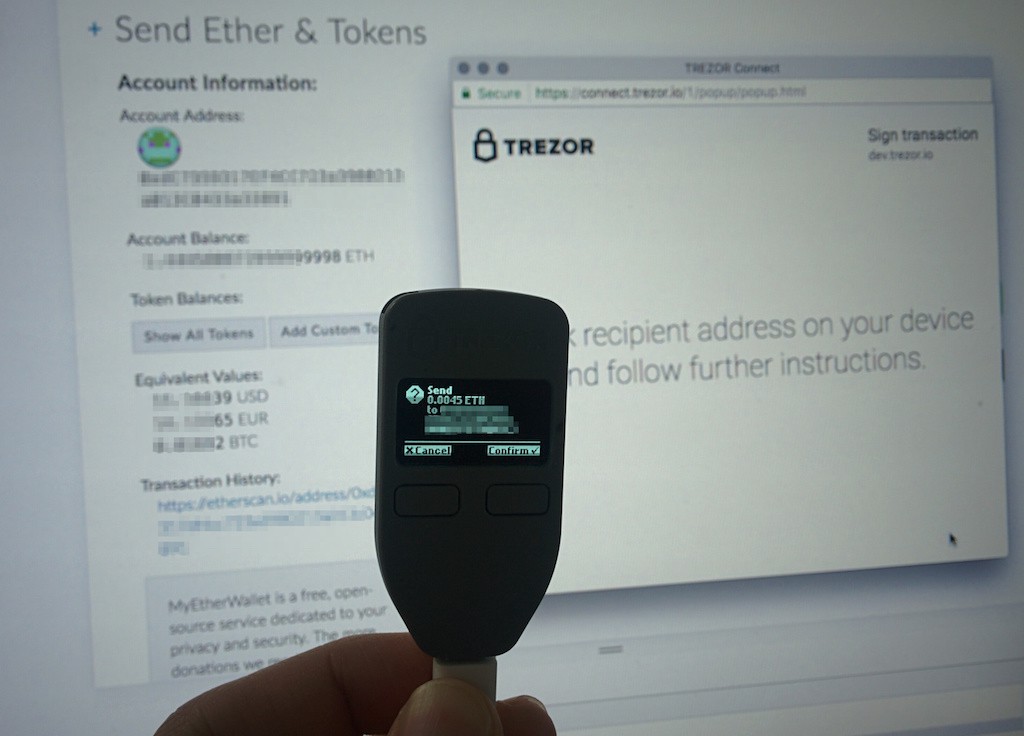 + Send Ether & Tokens
Account Information:
Account Address:
Account Balance:
9998 ETH
Token Balances:
Show All Tokens
Add Custom To
Equivalent Values:
39 USD
65 EUR
2 BTC
Transaction History:
https://etherscan.io/address/0xd
MyEtherWallet is a free, open-
source service dedicated to your
privacy and security. The more
donations we
TREZOR Connect
Secure https://connect.trezor.io/1/popup/popup.html
TREZOR
Sign transaction
dev.trezor.io
k recipient address on your device
nd follow further instructions.
Send
0.0045 ETH
to
Cancel
Confirm